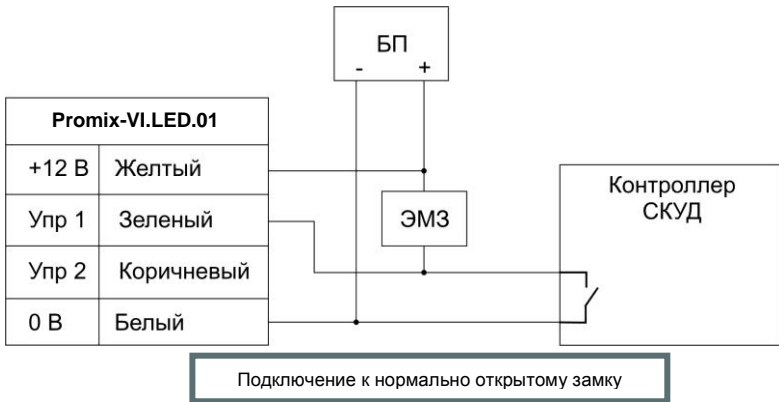 БП
- +
Promix-VI.LED.01
+12 В Желтый
Упр 1 Зеленый
Упр 2 Коричневый
0 В Белый
ЭМЗ
Контроллер
СКУД
Подключение к нормально открытому замку